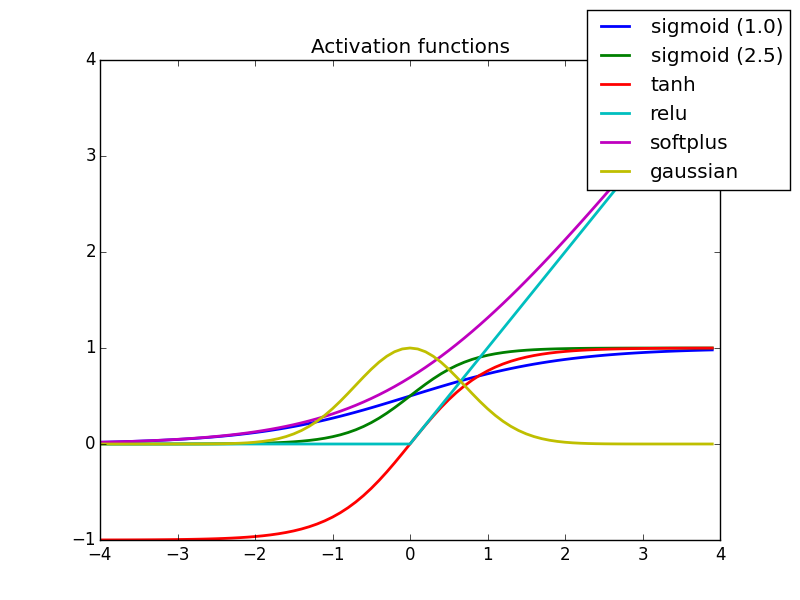 Activation functions
sigmoid (1.0)
sigmoid (2.5)
tanh
relu
softplus
gaussian
4
3
2
1
0
−1
−4 −3 −2 −1 0 1 2 3 4